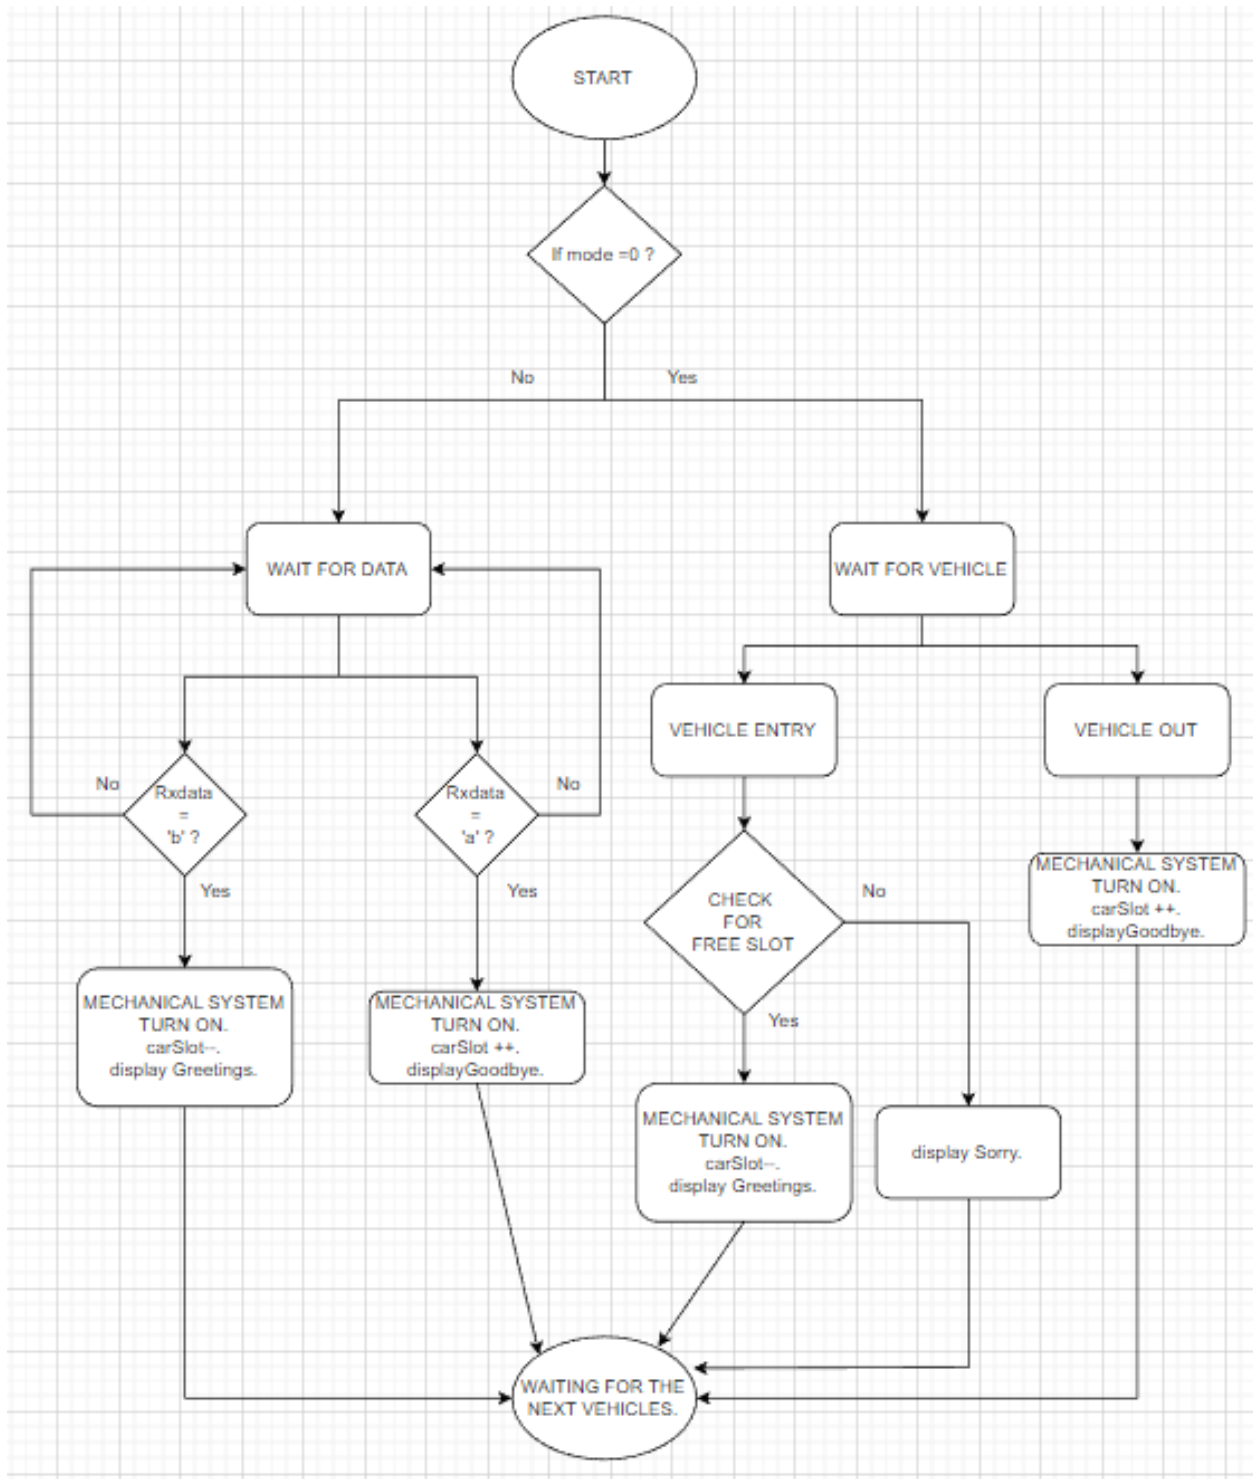 START
If mode =0 ?
No
Yes
WAIT FOR DATA
WAIT FOR VEHICLE
VEHICLE ENTRY
VEHICLE OUT
No
Rxdata
=
'b' ?
Rxdata
=
'a' ?
No
Yes
Yes
CHECK
FOR
FREE SLOT
No
Yes
MECHANICAL SYSTEM
TURN ON.
carSlot ++.
displayGoodbye.
MECHANICAL SYSTEM
TURN ON.
carSlot--.
display Greetings.
MECHANICAL SYSTEM
TURN ON.
carSlot ++.
displayGoodbye.
MECHANICAL SYSTEM
TURN ON.
carSlot--.
display Greetings.
display Sorry.
WAITING FOR THE
NEXT VEHICLES.